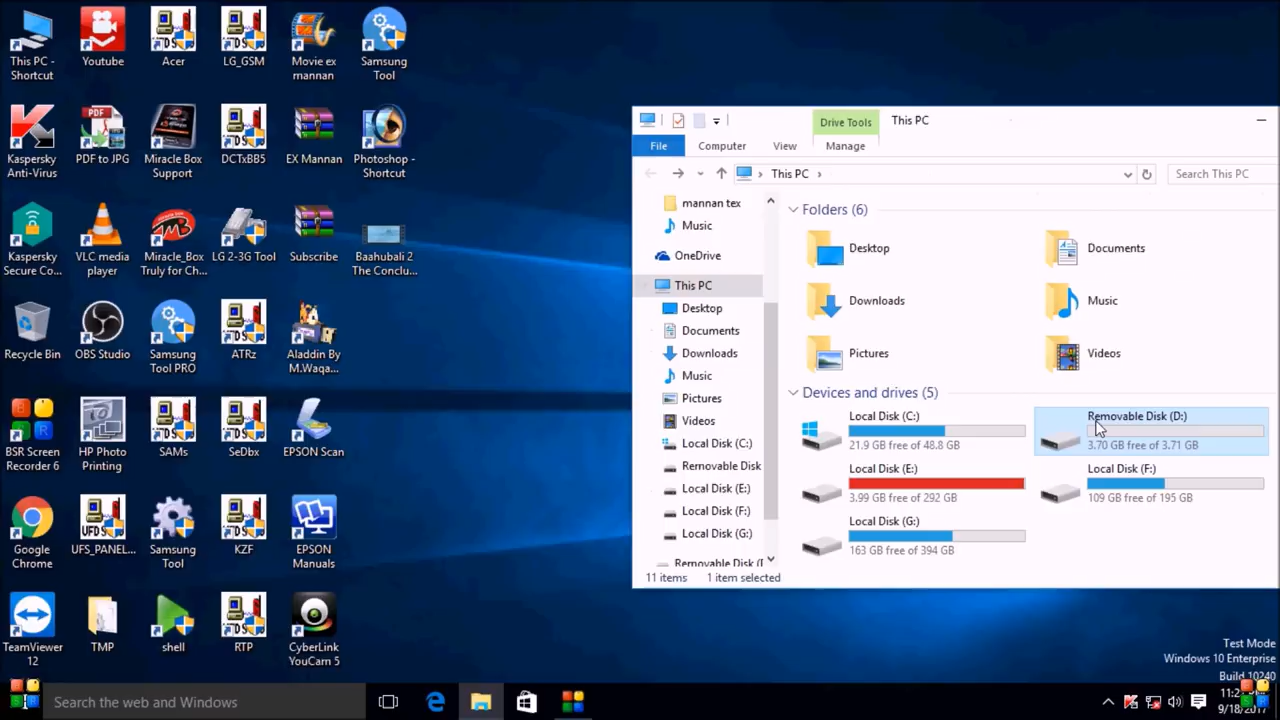 This PC -
Shortcut
Youtube
Acer
LG_GSM
Movie ex
mannan
Samsung
Tool
Kaspersky
Anti-Virus
PDF
PDF to JPG
Miracle Box
Support
DCTxBB5
EX Mannan
Photoshop -
Shortcut
Kaspersky
Secure Co...
VLC media
player
Miracle_Box
Truly for Ch...
LG 2-3G Tool
Subscribe
Baahubali 2
The Conclu...
Recycle Bin
OBS Studio
Samsung
Tool PRO
ATRz
Aladdin By
M.Waqa...
BSR Screen
Recorder 6
HP Photo
Printing
SAMs
SeDbx
EPSON Scan
Google
Chrome
UFS_PANEL...
Samsung
Tool
KZF
EPSON
Manuals
TeamViewer
12
TMP
shell
RTP
CyberLink
YouCam 5
Drive Tools
This PC
File
Computer
View
Manage
This PC
Search This PC
mannan tex
Music
OneDrive
This PC
Desktop
Documents
Downloads
Music
Pictures
Videos
Local Disk (C:)
Removable Disk
Local Disk (E:)
Local Disk (F:)
Local Disk (G:)
Folders (6)
Desktop
Documents
Downloads
Music
Pictures
Videos
Devices and drives (5)
Local Disk (C:)
21.9 GB free of 48.8 GB
Removable Disk (D:)
3.70 GB free of 3.71 GB
Local Disk (E:)
3.99 GB free of 292 GB
Local Disk (F:)
109 GB free of 195 GB
Local Disk (G:)
163 GB free of 394 GB
11 items
1 item selected
Test Mode
Windows 10 Enterprise
Build 10240
Search the web and Windows
9/18/2017